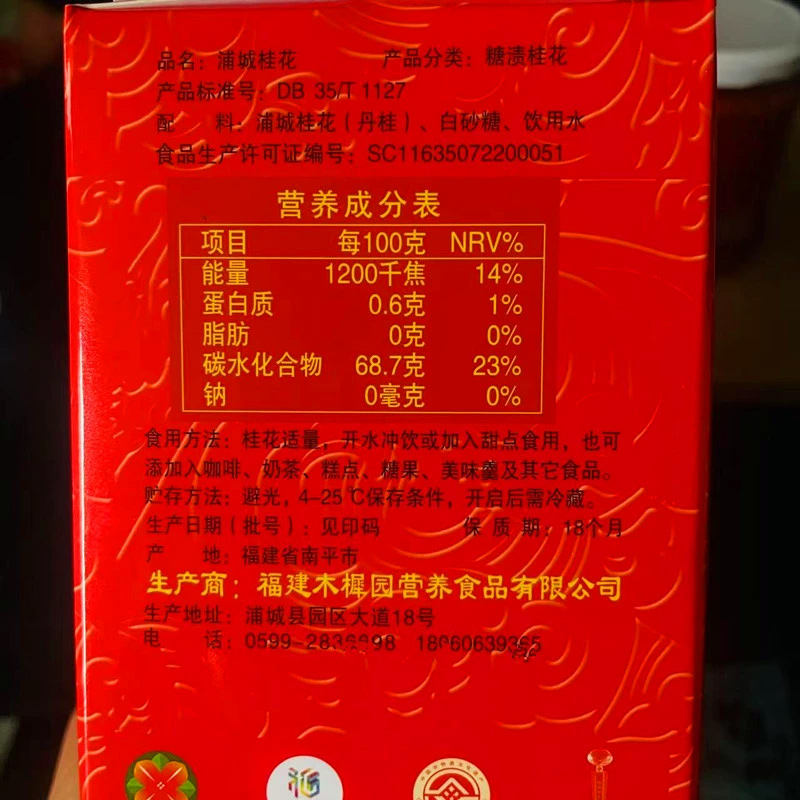 品名：浦城桂花 产品分类：糖渍桂花
产品标准号：DB 35/T 1127
配 料：浦城桂花（丹桂）、白砂糖、饮用水
食品生产许可证编号：SC11635072200051
营养成分表
项目 每100克 NRV%
能量 1200千焦 14%
蛋白质 0.6克 1%
脂肪 0克 0%
碳水化合物 68.7克 23%
钠 0毫克 0%
食用方法：桂花适量，开水冲饮或加入甜点食用，也可
添加入咖啡、奶茶、糕点、糖果、美味羹及其它食品。
贮存方法：避光，4-25℃保存条件，开启后需冷藏。
生产日期（批号）：见印码 保 质 期：18个月
产 地：福建省南平市
生产商：福建木樨园营养食品有限公司
生产地址：浦城县园区大道18号
电 话：